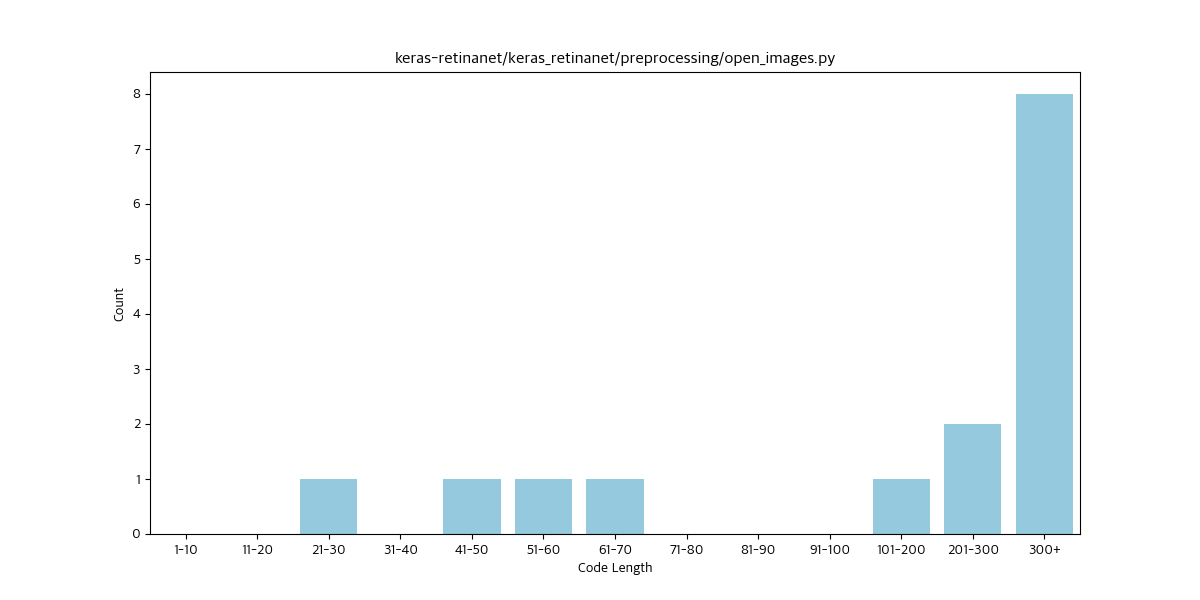 keras-retinanet/keras_retinanet/preprocessing/open_images.py
8
7
6
5
4
3
2
1
0
Count
1-10 11-20 21-30 31-40 41-50 51-60 61-70 71-80 81-90 91-100 101-200 201-300 300+
Code Length